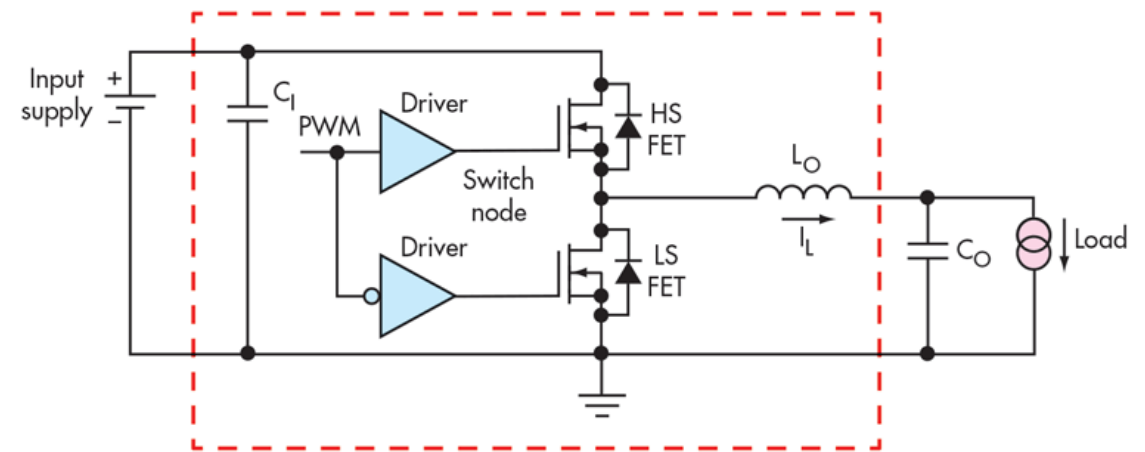 Input
supply
+
−
C_I
PWM
Driver
HS
FET
Switch
node
L_O
I_L
Driver
LS
FET
C_O
Load